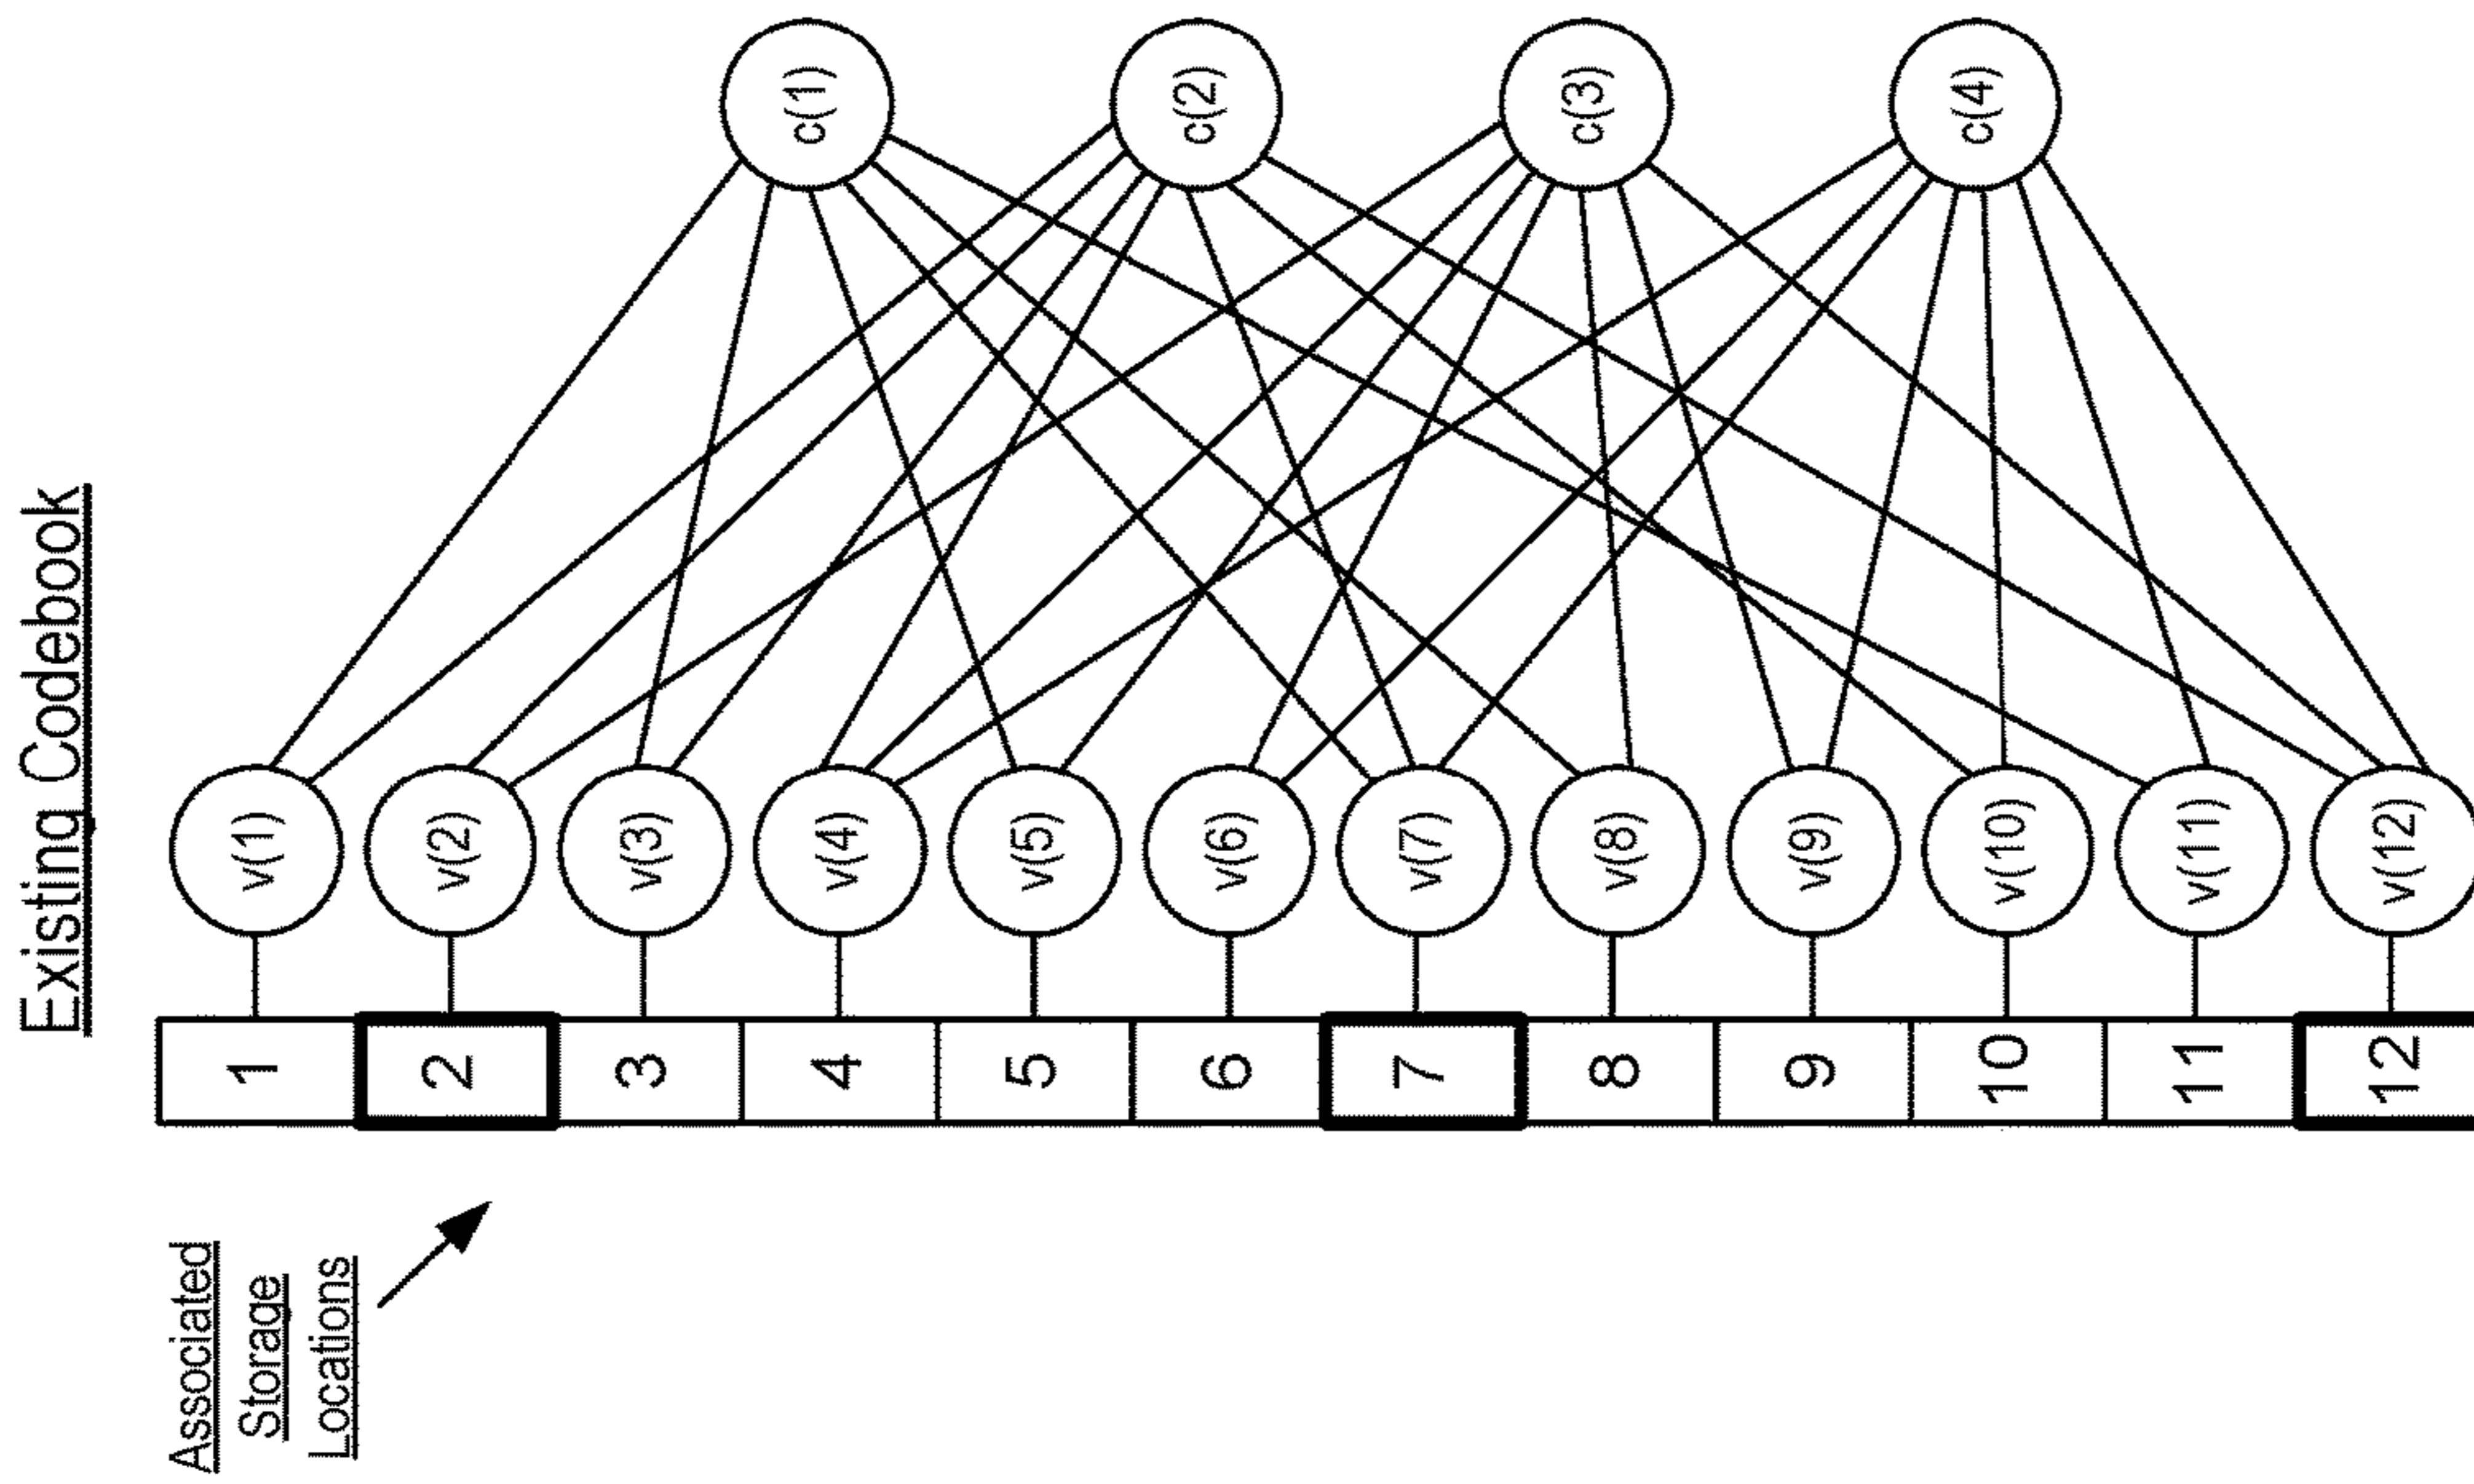 Existing Codebook
Associated
Storage
Locations
1
2
3
4
5
6
7
8
9
10
11
12
v(1)
v(2)
v(3)
v(4)
v(5)
v(6)
v(7)
v(8)
v(9)
v(10)
v(11)
v(12)
c(1)
c(2)
c(3)
c(4)